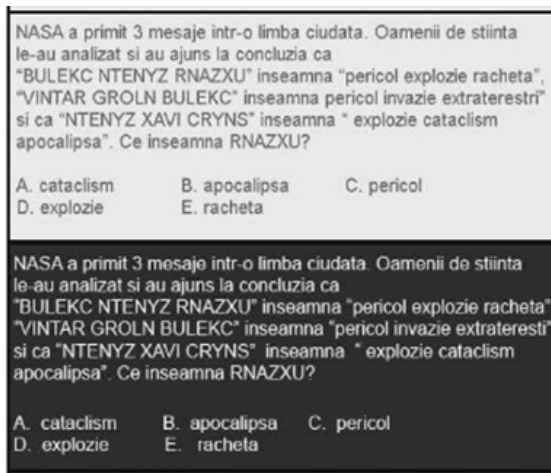 NASA a primit 3 mesaje intr-o limba ciudata. Oamenii de stiinta
le-au analizat si au ajuns la concluzia ca
"BULEKC NTENYZ RNAZXU" inseamna "pericol explozie racheta",
"VINTAR GROLN BULEKC" inseamna pericol invazie extraterestri"
si ca "NTENYZ XAVI CRYNS" inseamna " explozie cataclism
apocalipsa". Ce inseamna RNAZXU?
A. cataclism B. apocalipsa C. pericol
D. explozie E. racheta
NASA a primit 3 mesaje intr-o limba ciudata. Oamenii de stiinta
le-au analizat si au ajuns la concluzia ca
"BULEKC NTENYZ RNAZXU" inseamna "pericol explozie racheta"
"VINTAR GROLN BULEKC" inseamna "pericol invazie extraterestri"
si ca "NTENYZ XAVI CRYNS" inseamna " explozie cataclism
apocalipsa". Ce inseamna RNAZXU?
A. cataclism B. apocalipsa C. pericol
D. explozie E. racheta